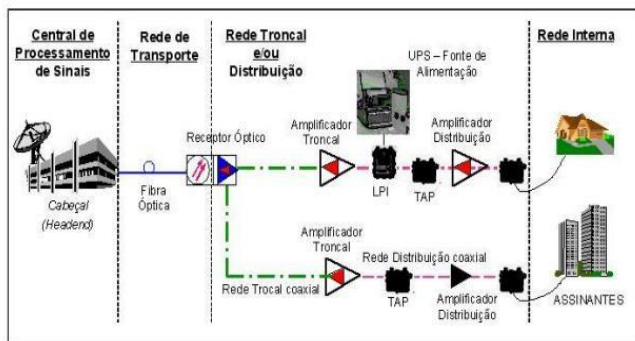 Central de
Processamento
de Sinais
Rede de
Transporte
Rede Troncal
e/ou
Distribuição
UPS – Fonte de
Alimentação
Rede Interna
Receptor Óptico
Amplificador
Troncal
Amplificador
Distribuição
LPI
TAP
Cabeçal
(Headend)
Fibra
Óptica
Amplificador
Troncal
Rede Distribuição coaxial
Rede Trocal coaxial
TAP
Amplificador
Distribuição
ASSINANTES